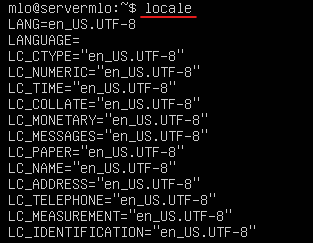 mlo@servermlo:~$ locale
LANG=en_US.UTF-8
LANGUAGE=
LC_CTYPE="en_US.UTF-8"
LC_NUMERIC="en_US.UTF-8"
LC_TIME="en_US.UTF-8"
LC_COLLATE="en_US.UTF-8"
LC_MONETARY="en_US.UTF-8"
LC_MESSAGES="en_US.UTF-8"
LC_PAPER="en_US.UTF-8"
LC_NAME="en_US.UTF-8"
LC_ADDRESS="en_US.UTF-8"
LC_TELEPHONE="en_US.UTF-8"
LC_MEASUREMENT="en_US.UTF-8"
LC_IDENTIFICATION="en_US.UTF-8"